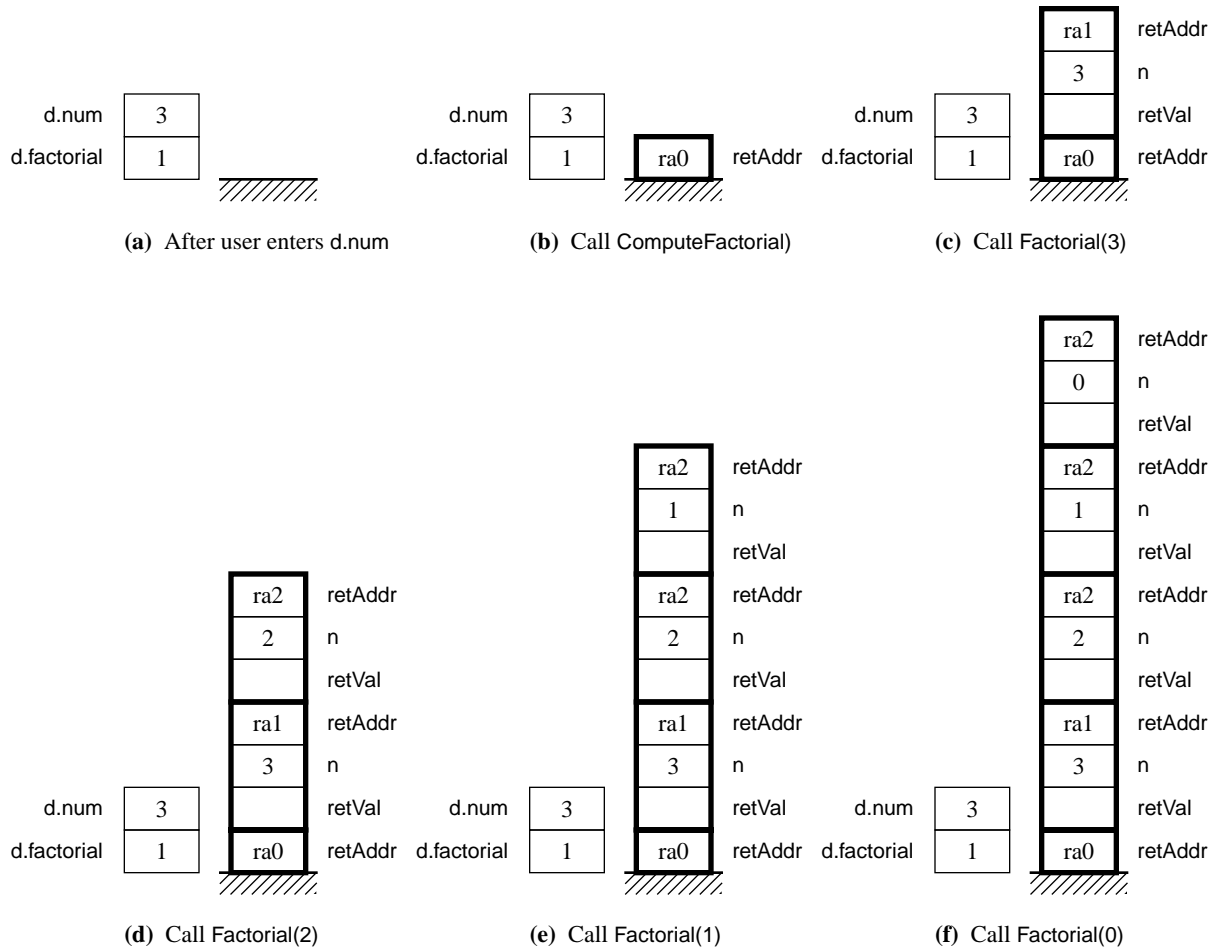 d.num 3
d.factorial 1
(a) After user enters d.num
d.num 3
d.factorial 1 ra0 retAddr
(b) Call ComputeFactorial)
ra1 retAddr
3 n
d.num 3 retVal
d.factorial 1 ra0 retAddr
(c) Call Factorial(3)
ra2 retAddr
2 n
retVal
ra1 retAddr
3 n
d.num 3 retVal
d.factorial 1 ra0 retAddr
(d) Call Factorial(2)
ra2 retAddr
1 n
retVal
ra2 retAddr
2 n
retVal
ra1 retAddr
3 n
d.num 3 retVal
d.factorial 1 ra0 retAddr
(e) Call Factorial(1)
ra2 retAddr
0 n
retVal
ra2 retAddr
1 n
retVal
ra2 retAddr
2 n
retVal
ra1 retAddr
3 n
d.num 3 retVal
d.factorial 1 ra0 retAddr
(f) Call Factorial(0)